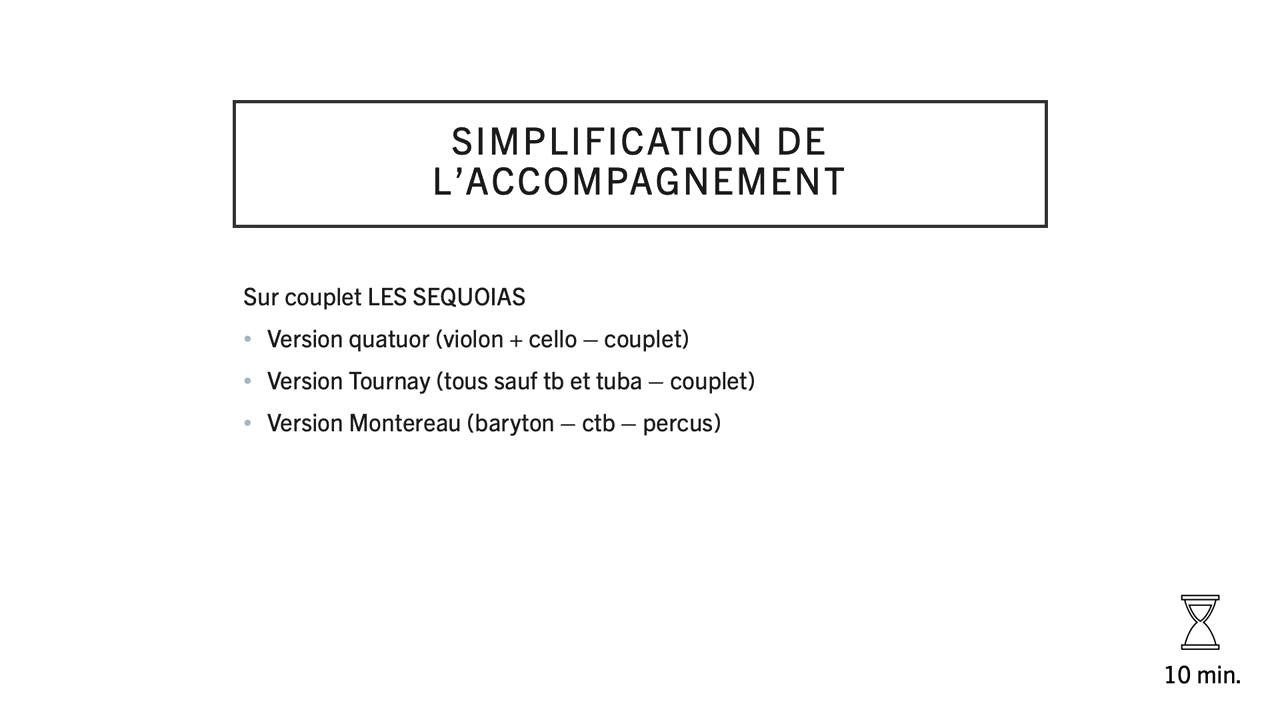 SIMPLIFICATION DE
L’ACCOMPAGNEMENT
Sur couplet LES SEQUOIAS
• Version quatuor (violon + cello – couplet)
• Version Tournay (tous sauf tb et tuba – couplet)
• Version Montereau (baryton – ctb – percus)
10 min.